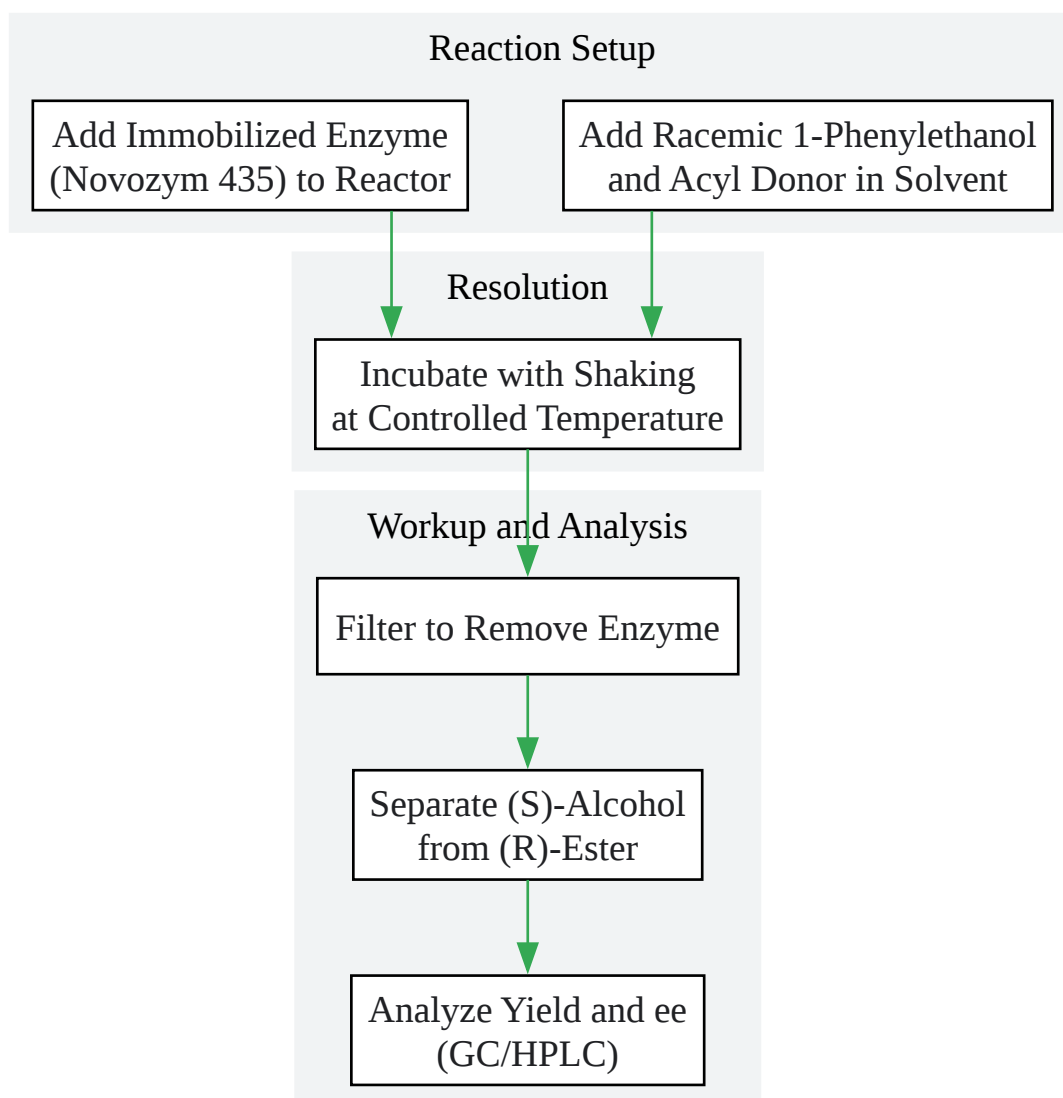 Reaction Setup
Add Immobilized Enzyme
(Novozym 435) to Reactor
Add Racemic 1-Phenylethanol
and Acyl Donor in Solvent
Resolution
Incubate with Shaking
at Controlled Temperature
Workup and Analysis
Filter to Remove Enzyme
Separate (S)-Alcohol
from (R)-Ester
Analyze Yield and ee
(GC/HPLC)